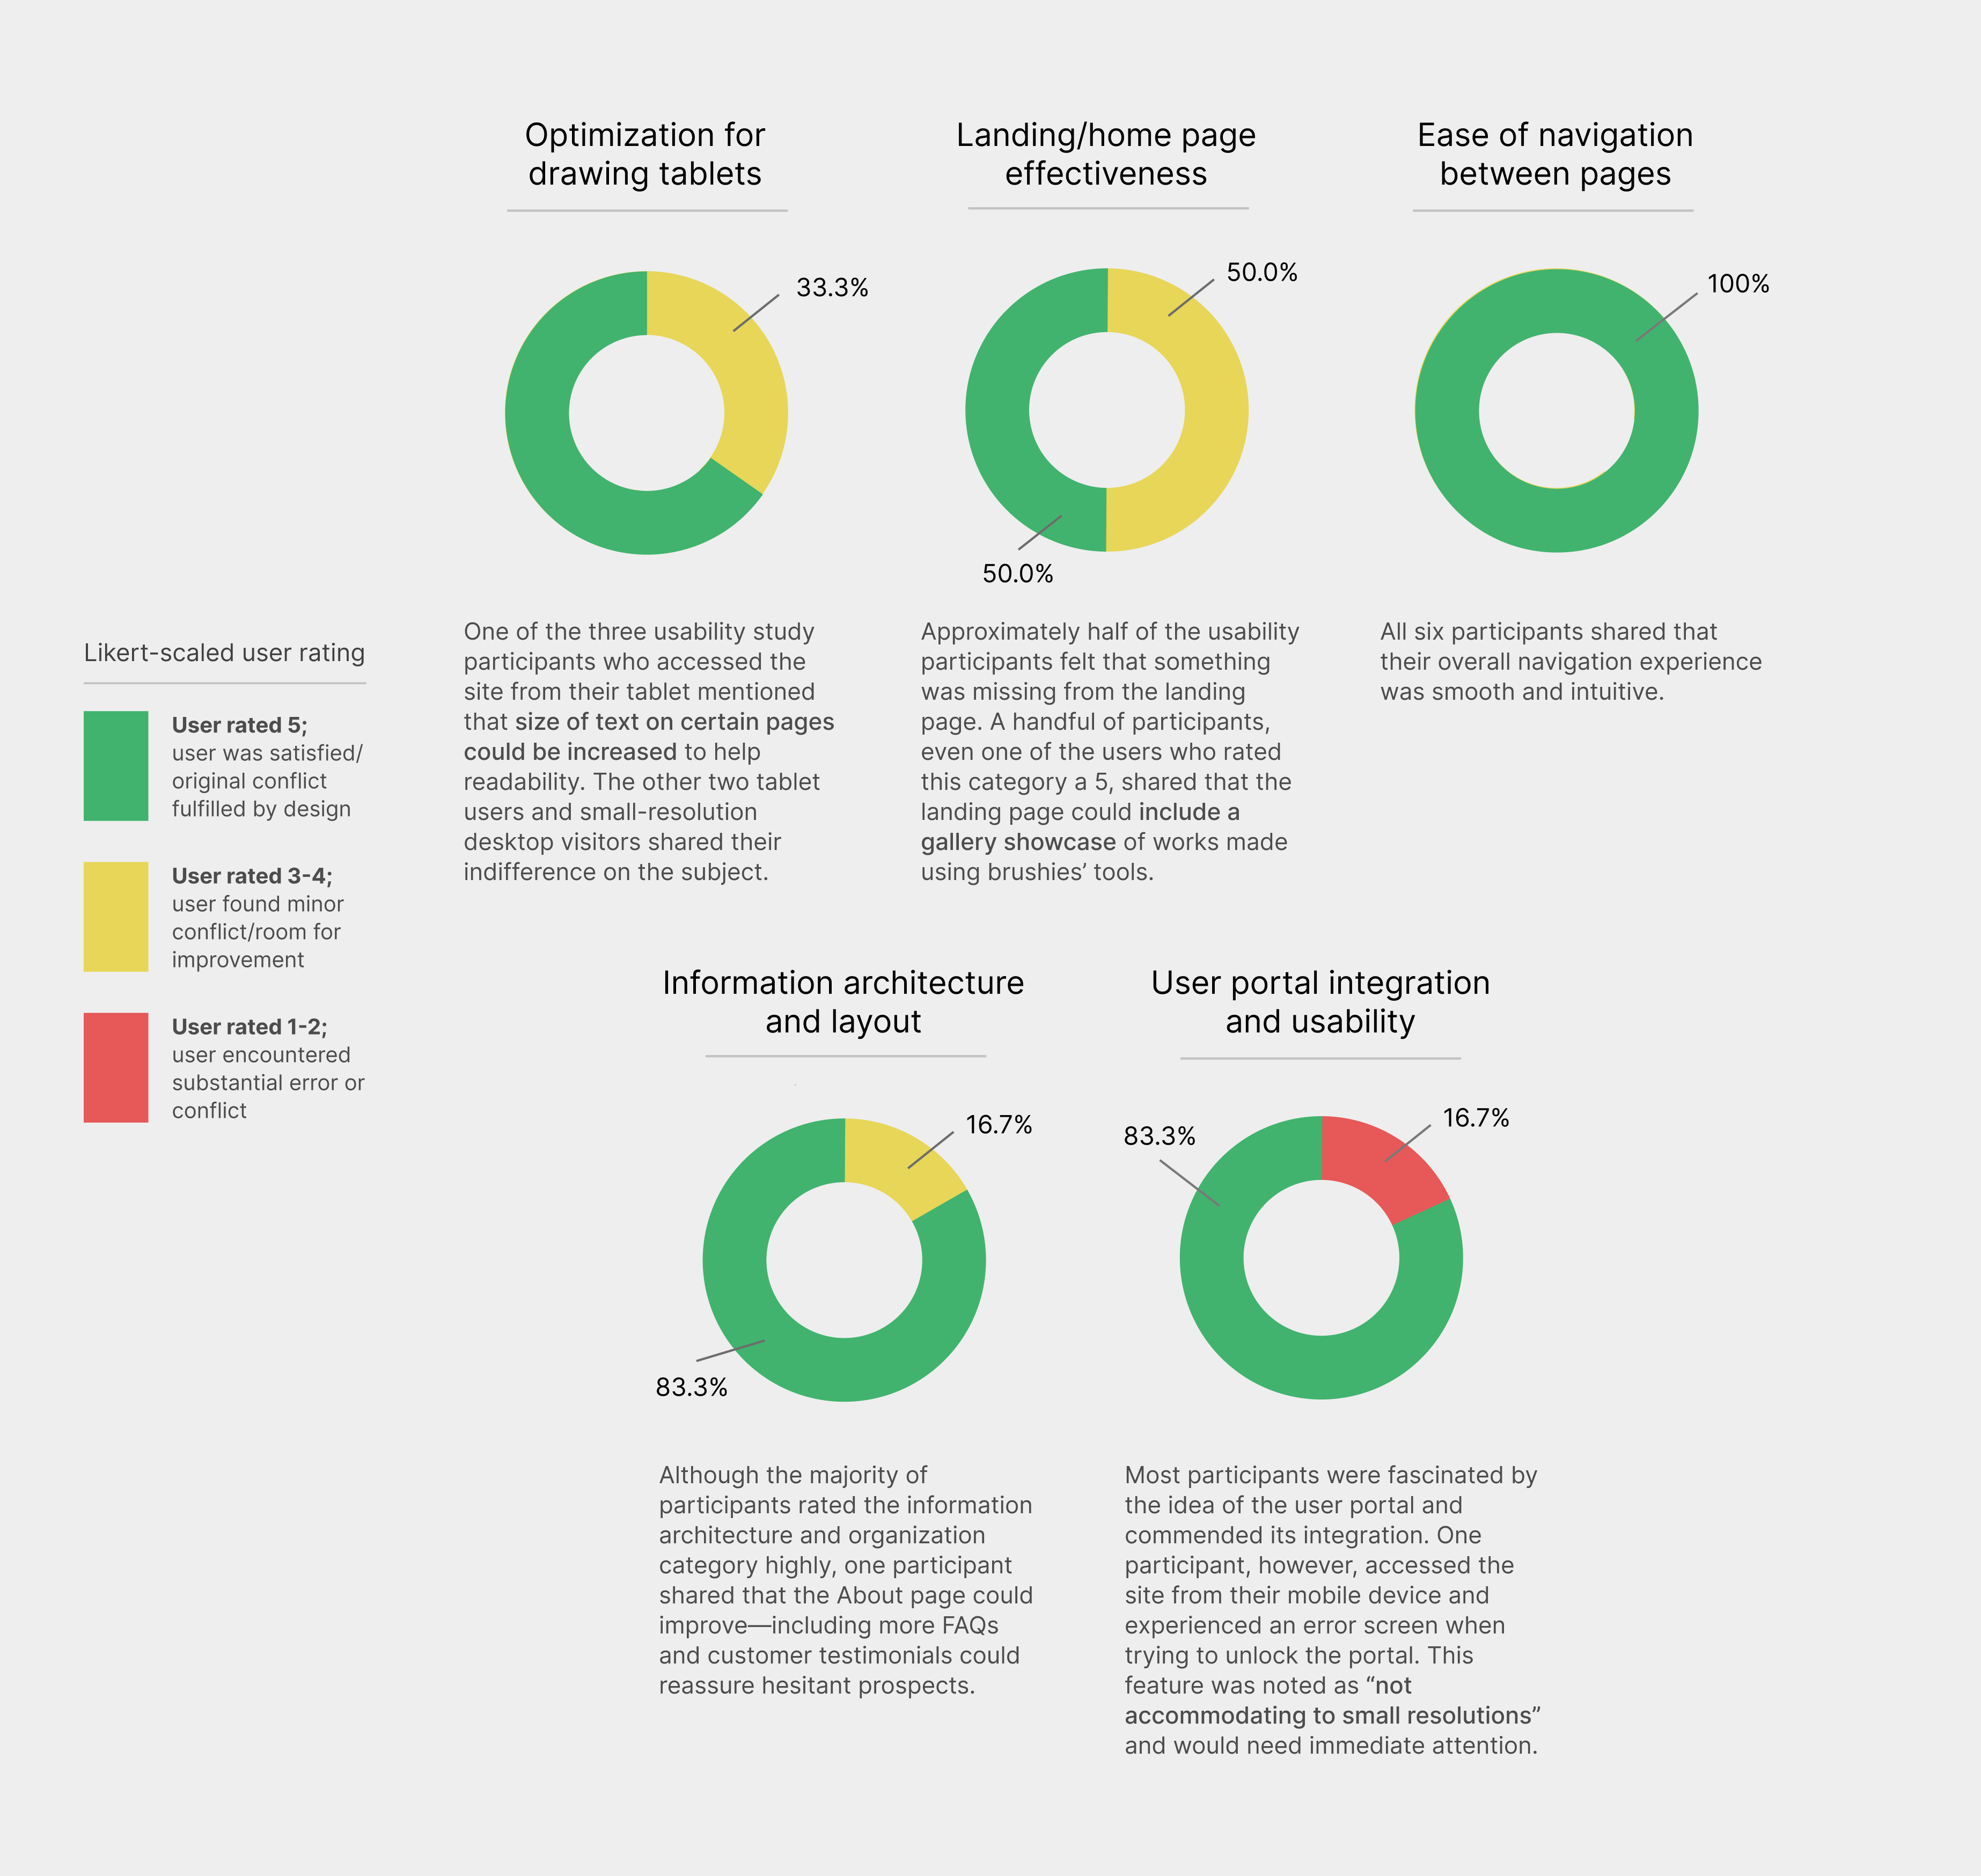 Optimization for
drawing tablets
33.3%
One of the three usability study
participants who accessed the
site from their tablet mentioned
that size of text on certain pages
could be increased to help
readability. The other two tablet
users and small-resolution
desktop visitors shared their
indifference on the subject.
Landing/home page
effectiveness
50.0%
50.0%
Approximately half of the usability
participants felt that something
was missing from the landing
page. A handful of participants,
even one of the users who rated
this category a 5, shared that the
landing page could include a
gallery showcase of works made
using brushies’ tools.
Ease of navigation
between pages
100%
All six participants shared that
their overall navigation experience
was smooth and intuitive.
Likert-scaled user rating
User rated 5;
user was satisfied/
original conflict
fulfilled by design
User rated 3-4;
user found minor
conflict/room for
improvement
User rated 1-2;
user encountered
substantial error or
conflict
Information architecture
and layout
16.7%
83.3%
Although the majority of
participants rated the information
architecture and organization
category highly, one participant
shared that the About page could
improve—including more FAQs
and customer testimonials could
reassure hesitant prospects.
User portal integration
and usability
16.7%
83.3%
Most participants were fascinated by
the idea of the user portal and
commended its integration. One
participant, however, accessed the
site from their mobile device and
experienced an error screen when
trying to unlock the portal. This
feature was noted as “not
accommodating to small resolutions”
and would need immediate attention.